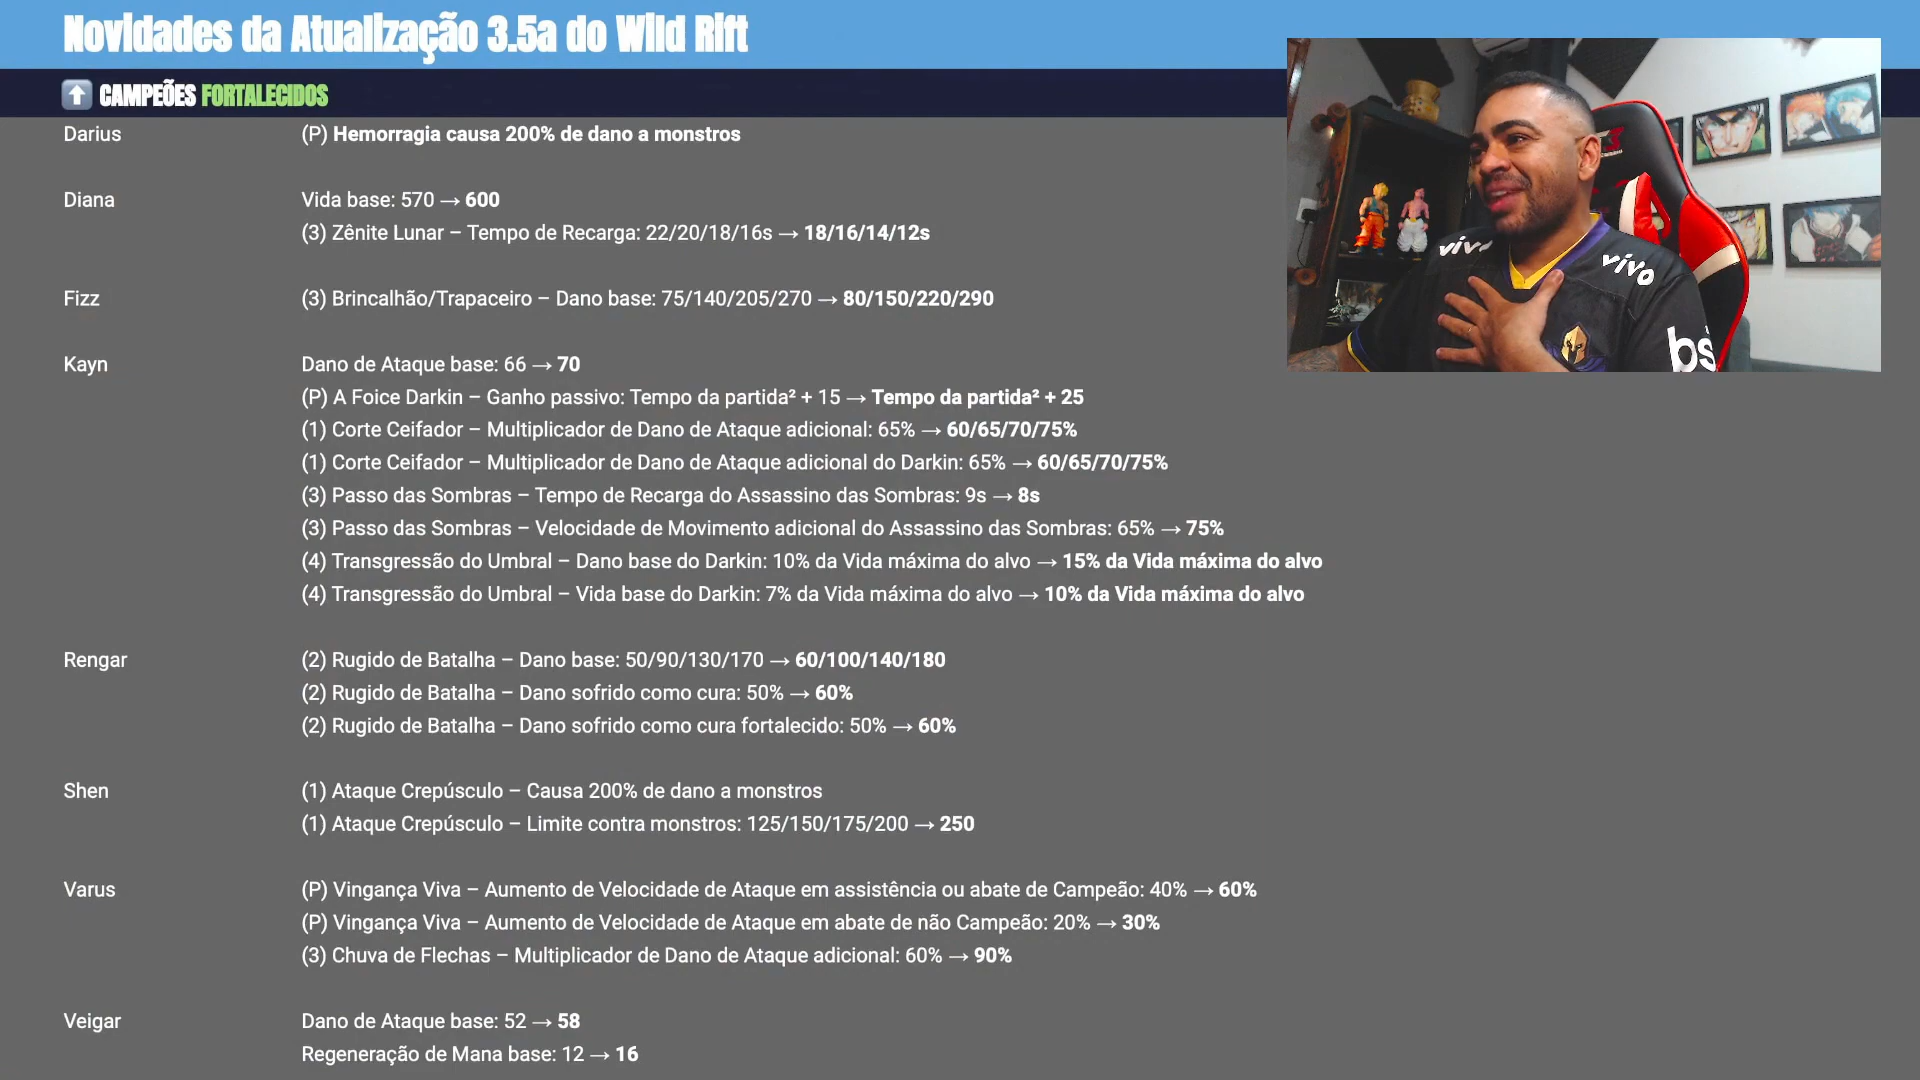 Novidades da Atualização 3.5a do Wild Rift
CAMPEÕES FORTALECIDOS
Darius
(P) Hemorragia causa 200% de dano a monstros
Diana
Vida base: 570 → 600
(3) Zênite Lunar – Tempo de Recarga: 22/20/18/16s → 18/16/14/12s
Fizz
(3) Brincalhão/Trapaceiro – Dano base: 75/140/205/270 → 80/150/220/290
Kayn
Dano de Ataque base: 66 → 70
(P) A Foice Darkin – Ganho passivo: Tempo da partida² + 15 → Tempo da partida² + 25
(1) Corte Ceifador – Multiplicador de Dano de Ataque adicional: 65% → 60/65/70/75%
(1) Corte Ceifador – Multiplicador de Dano de Ataque adicional do Darkin: 65% → 60/65/70/75%
(3) Passo das Sombras – Tempo de Recarga do Assassino das Sombras: 9s → 8s
(3) Passo das Sombras – Velocidade de Movimento adicional do Assassino das Sombras: 65% → 75%
(4) Transgressão do Umbral – Dano base do Darkin: 10% da Vida máxima do alvo → 15% da Vida máxima do alvo
(4) Transgressão do Umbral – Vida base do Darkin: 7% da Vida máxima do alvo → 10% da Vida máxima do alvo
Rengar
(2) Rugido de Batalha – Dano base: 50/90/130/170 → 60/100/140/180
(2) Rugido de Batalha – Dano sofrido como cura: 50% → 60%
(2) Rugido de Batalha – Dano sofrido como cura fortalecido: 50% → 60%
Shen
(1) Ataque Crepúsculo – Causa 200% de dano a monstros
(1) Ataque Crepúsculo – Limite contra monstros: 125/150/175/200 → 250
Varus
(P) Vingança Viva – Aumento de Velocidade de Ataque em assistência ou abate de Campeão: 40% → 60%
(P) Vingança Viva – Aumento de Velocidade de Ataque em abate de não Campeão: 20% → 30%
(3) Chuva de Flechas – Multiplicador de Dano de Ataque adicional: 60% → 90%
Veigar
Dano de Ataque base: 52 → 58
Regeneração de Mana base: 12 → 16
vivo
vivo
bs